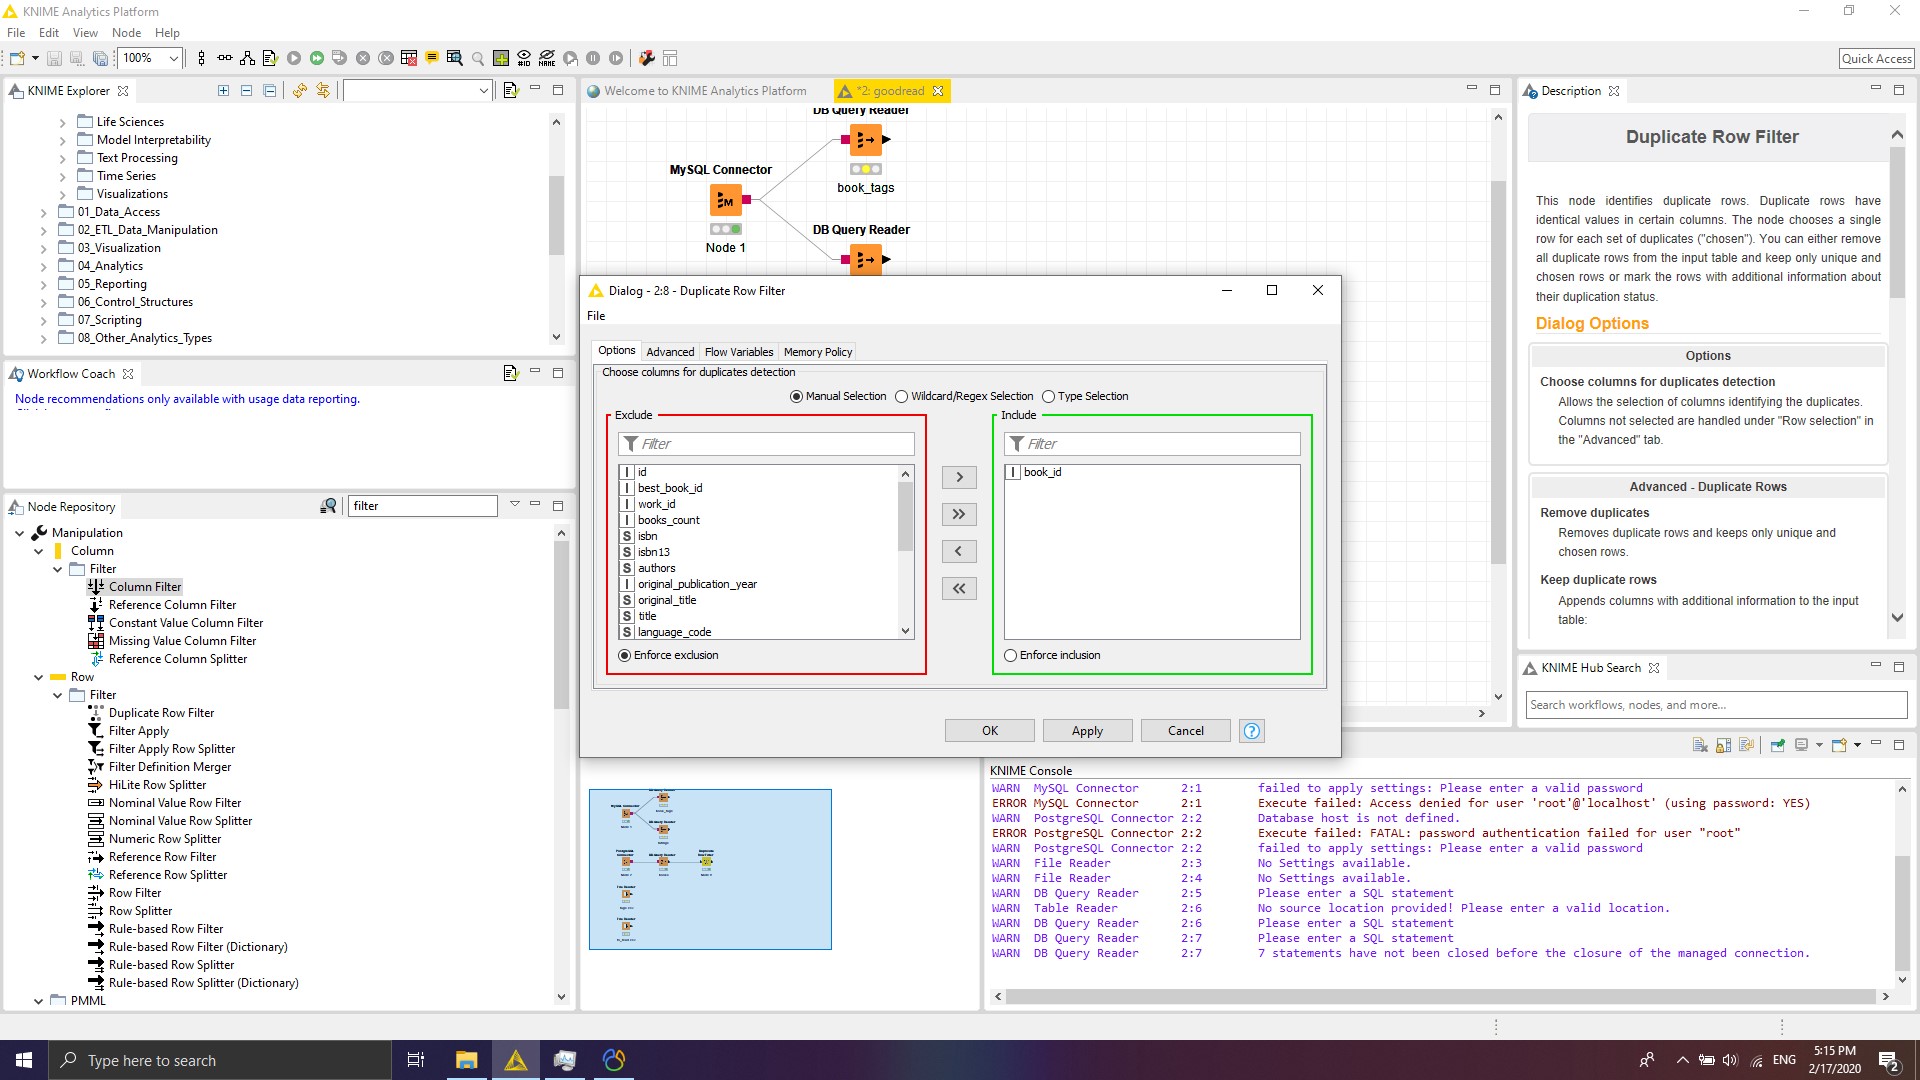 KNIME Analytics Platform
File Edit View Node Help
100%
Quick Access
KNIME Explorer
Life Sciences
Model Interpretability
Text Processing
Time Series
Visualizations
01_Data_Access
02_ETL_Data_Manipulation
03_Visualization
04_Analytics
05_Reporting
06_Control_Structures
07_Scripting
08_Other_Analytics_Types
Workflow Coach
Node recommendations only available with usage data reporting.
Node Repository
filter
Manipulation
Column
Filter
Column Filter
Reference Column Filter
Constant Value Column Filter
Missing Value Column Filter
Reference Column Splitter
Row
Filter
Duplicate Row Filter
Filter Apply
Filter Apply Row Splitter
Filter Definition Merger
HiLite Row Splitter
Nominal Value Row Filter
Nominal Value Row Splitter
Numeric Row Splitter
Reference Row Filter
Reference Row Splitter
Row Filter
Row Splitter
Rule-based Row Filter
Rule-based Row Filter (Dictionary)
Rule-based Row Splitter
Rule-based Row Splitter (Dictionary)
PMML
Welcome to KNIME Analytics Platform
*2: goodread
DB Query Reader
book_tags
MySQL Connector
M
Node 1
DB Query Reader
Dialog - 2:8 - Duplicate Row Filter
File
Options Advanced Flow Variables Memory Policy
Choose columns for duplicates detection
Manual Selection Wildcard/Regex Selection Type Selection
Exclude
Filter
I id
I best_book_id
I work_id
I books_count
S isbn
S isbn13
S authors
I original_publication_year
S original_title
S title
S language_code
Enforce exclusion
>
>>
<
<<
Include
Filter
I book_id
Enforce inclusion
OK Apply Cancel ?
Description
Duplicate Row Filter
This node identifies duplicate rows. Duplicate rows have
identical values in certain columns. The node chooses a single
row for each set of duplicates ("chosen"). You can either remove
all duplicate rows from the input table and keep only unique and
chosen rows or mark the rows with additional information about
their duplication status.
Dialog Options
Options
Choose columns for duplicates detection
Allows the selection of columns identifying the duplicates.
Columns not selected are handled under "Row selection" in
the "Advanced" tab.
Advanced - Duplicate Rows
Remove duplicates
Removes duplicate rows and keeps only unique and
chosen rows.
Keep duplicate rows
Appends columns with additional information to the input
table:
KNIME Hub Search
Search workflows, nodes, and more...
KNIME Console
WARN MySQL Connector 2:1 failed to apply settings: Please enter a valid password
ERROR MySQL Connector 2:1 Execute failed: Access denied for user 'root'@'localhost' (using password: YES)
WARN PostgreSQL Connector 2:2 Database host is not defined.
ERROR PostgreSQL Connector 2:2 Execute failed: FATAL: password authentication failed for user "root"
WARN PostgreSQL Connector 2:2 failed to apply settings: Please enter a valid password
WARN File Reader 2:3 No Settings available.
WARN File Reader 2:4 No Settings available.
WARN DB Query Reader 2:5 Please enter a SQL statement
WARN Table Reader 2:6 No source location provided! Please enter a valid location.
WARN DB Query Reader 2:6 Please enter a SQL statement
WARN DB Query Reader 2:7 Please enter a SQL statement
WARN DB Query Reader 2:7 7 statements have not been closed before the closure of the managed connection.
Type here to search
ENG
5:15 PM
2/17/2020
2